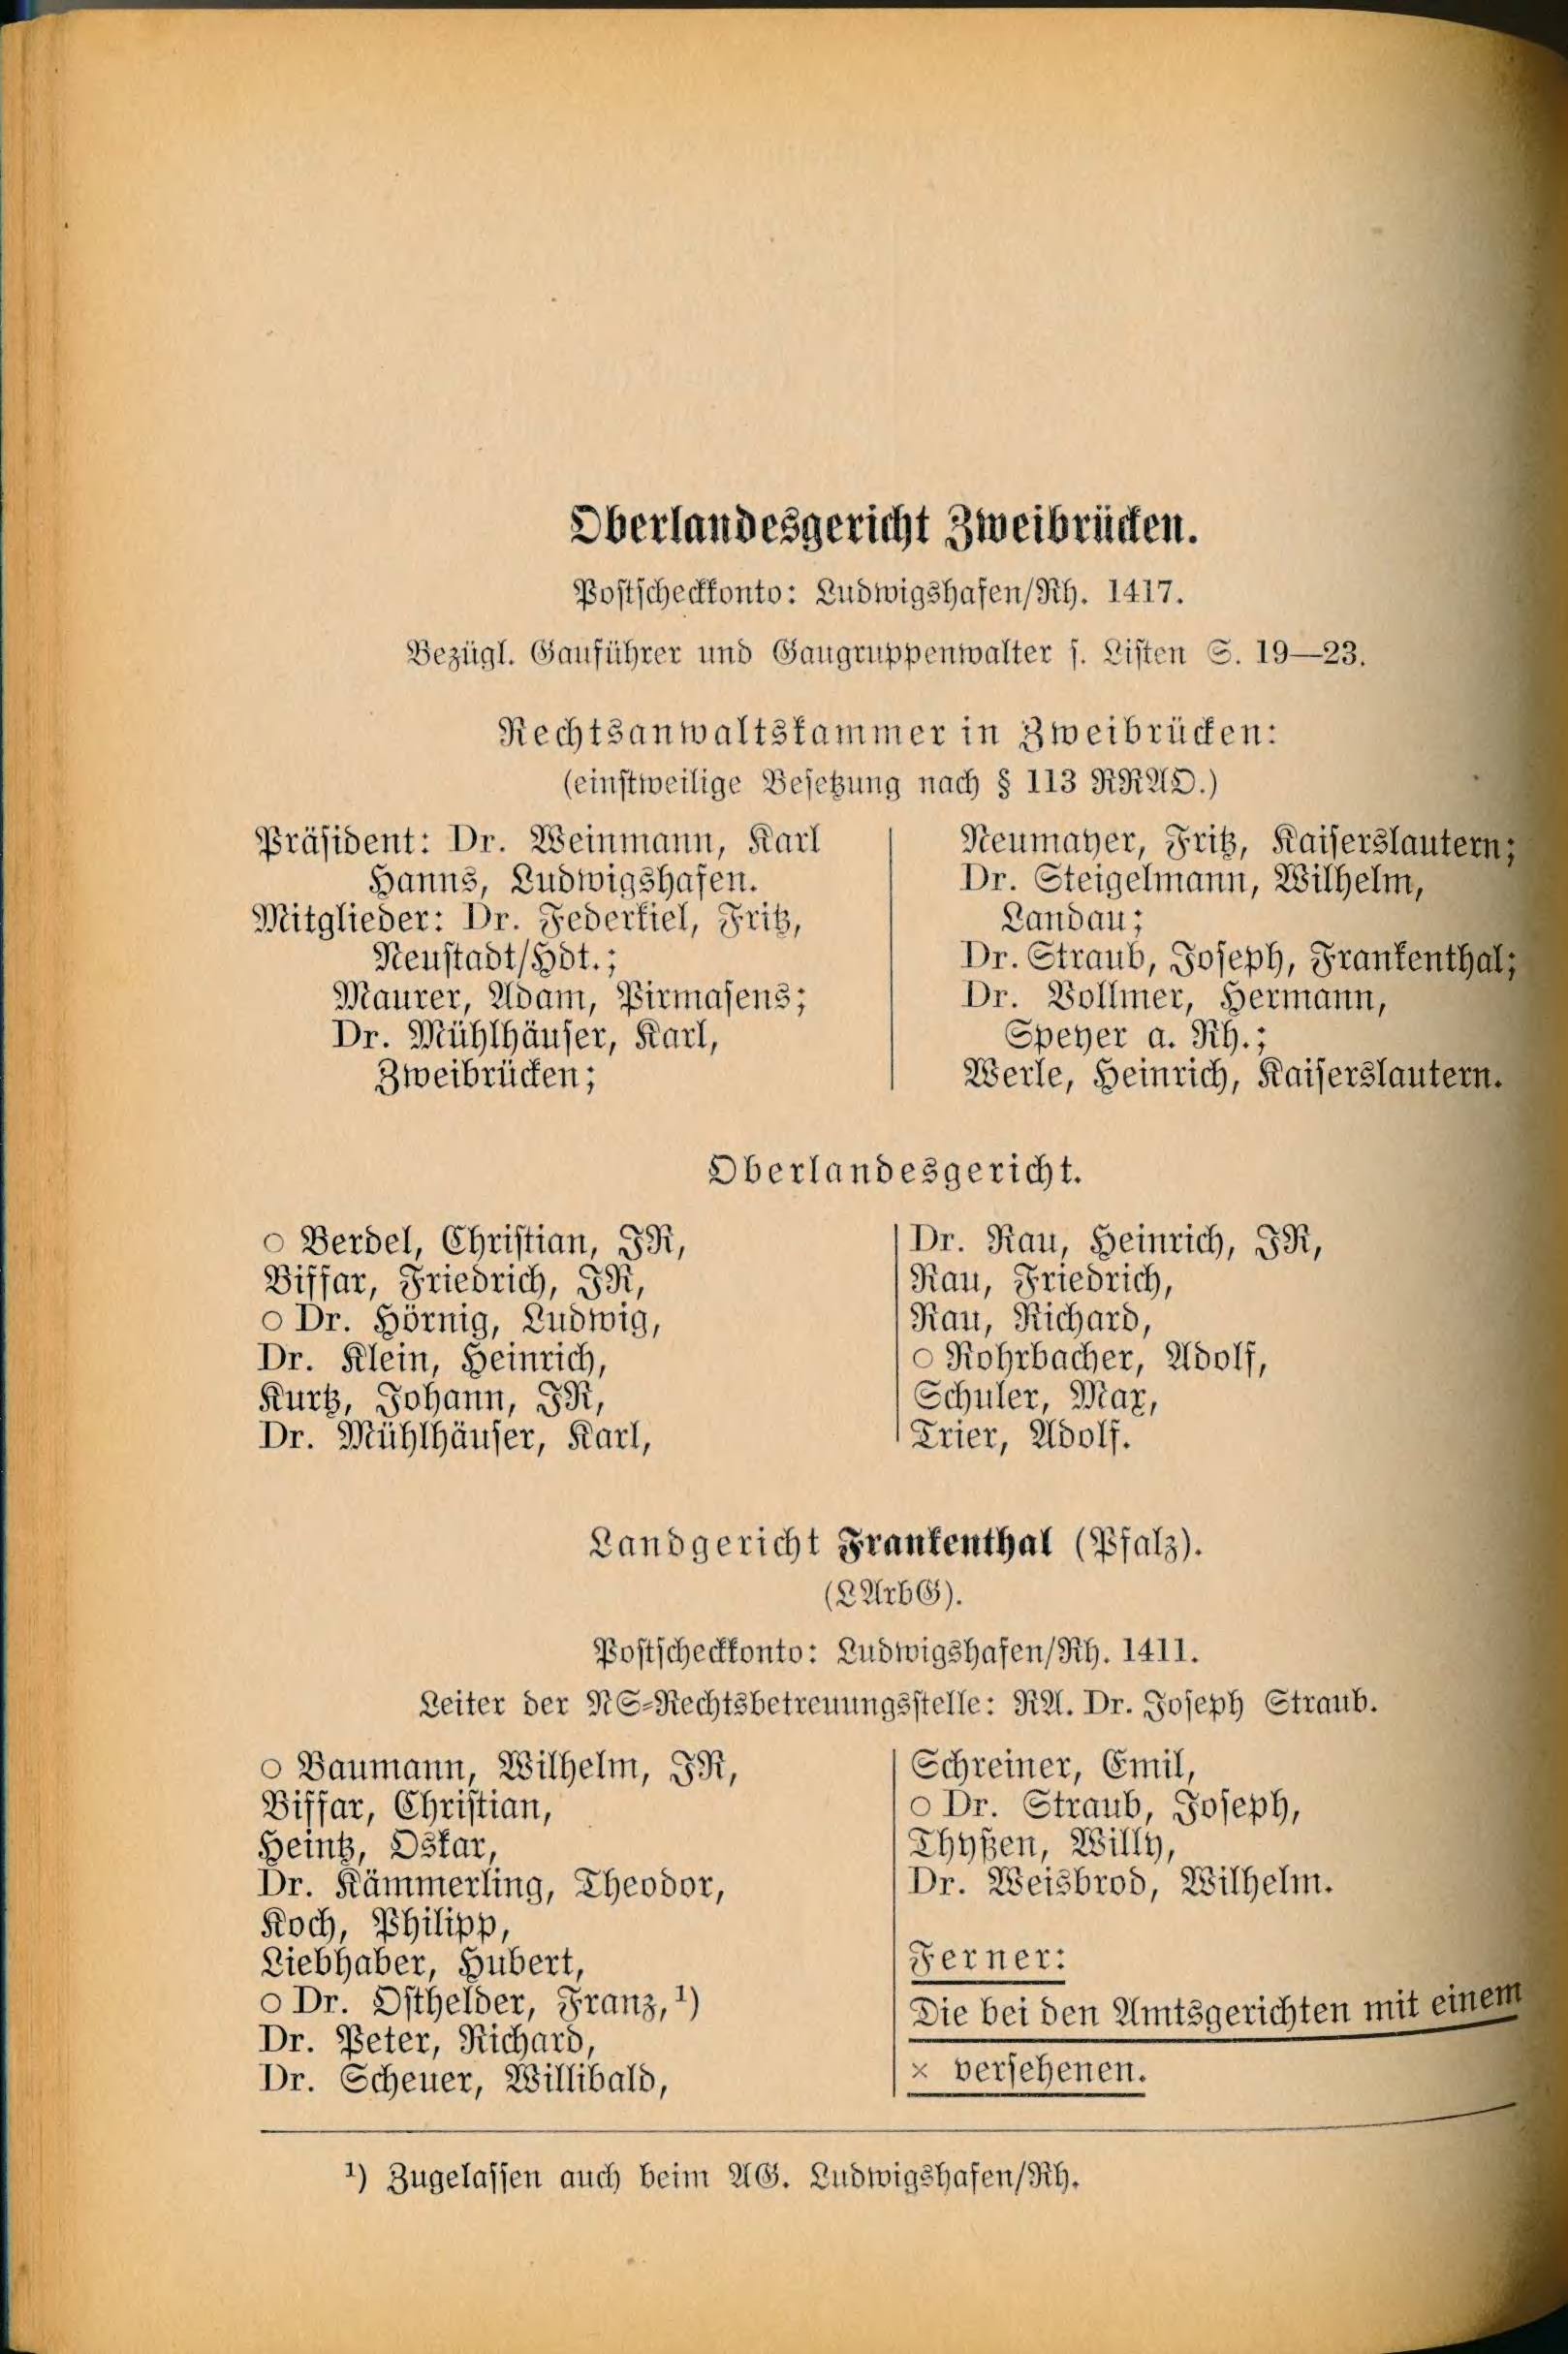 Oberlandesgericht Zweibrücken.
Postscheckkonto: Ludwigshafen/Rh. 1417.
Bezügl. Gauführer und Gaugruppenwalter s. Listen S. 19—23.
Rechtsanwaltskammer in Zweibrücken:
(einstweilige Besetzung nach § 113 RRAO.)
Präsident: Dr. Weinmann, Karl
Hanns, Ludwigshafen.
Mitglieder: Dr. Federkiel, Fritz,
Neustadt/Hdt.;
Maurer, Adam, Pirmasens;
Dr. Mühlhäuser, Karl,
Zweibrücken;
Neumayer, Fritz, Kaiserslautern;
Dr. Steigelmann, Wilhelm,
Landau;
Dr. Straub, Joseph, Frankenthal;
Dr. Vollmer, Hermann,
Speyer a. Rh.;
Werle, Heinrich, Kaiserslautern.
Oberlandesgericht.
○ Berdel, Christian, JR,
Biffar, Friedrich, JR,
○ Dr. Hörnig, Ludwig,
Dr. Klein, Heinrich,
Kurtz, Johann, JR,
Dr. Mühlhäuser, Karl,
Dr. Rau, Heinrich, JR,
Rau, Friedrich,
Rau, Richard,
○ Rohrbacher, Adolf,
Schuler, Max,
Trier, Adolf.
Landgericht Frankenthal (Pfalz).
(LArbG).
Postscheckkonto: Ludwigshafen/Rh. 1411.
Leiter der NS-Rechtsbetreuungsstelle: RA. Dr. Joseph Straub.
○ Baumann, Wilhelm, JR,
Biffar, Christian,
Heintz, Oskar,
Dr. Kämmerling, Theodor,
Koch, Philipp,
Liebhaber, Hubert,
○ Dr. Osthelder, Franz,¹)
Dr. Peter, Richard,
Dr. Scheuer, Willibald,
Schreiner, Emil,
○ Dr. Straub, Joseph,
Thyßen, Willy,
Dr. Weisbrod, Wilhelm.
Ferner:
Die bei den Amtsgerichten mit einem
× versehenen.
¹) Zugelassen auch beim AG. Ludwigshafen/Rh.